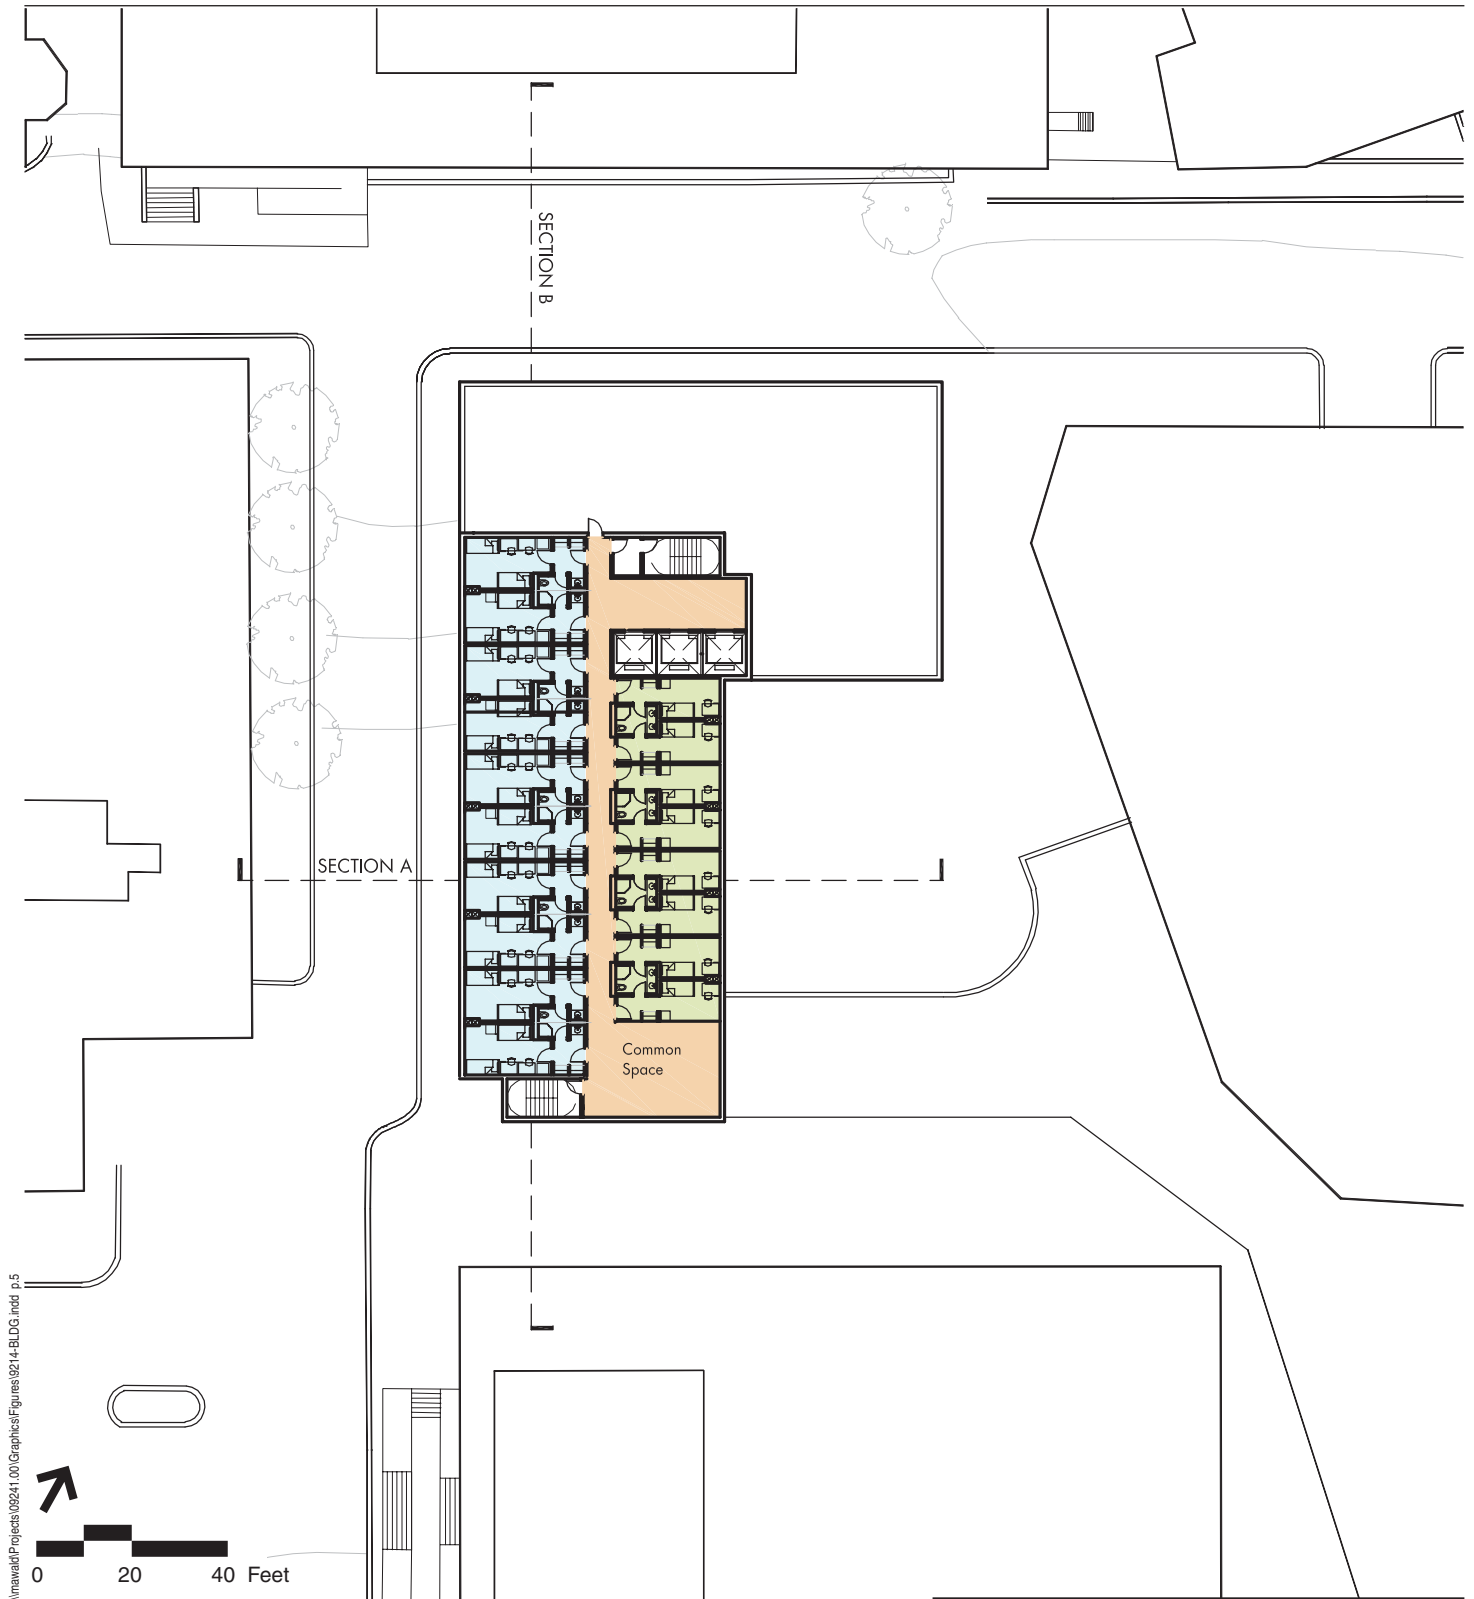 SECTION B
SECTION A
Common
Space
\\mawald\Projects\09241.00\Graphics\Figures\9214-BLDG.indd p.5
0 20 40 Feet